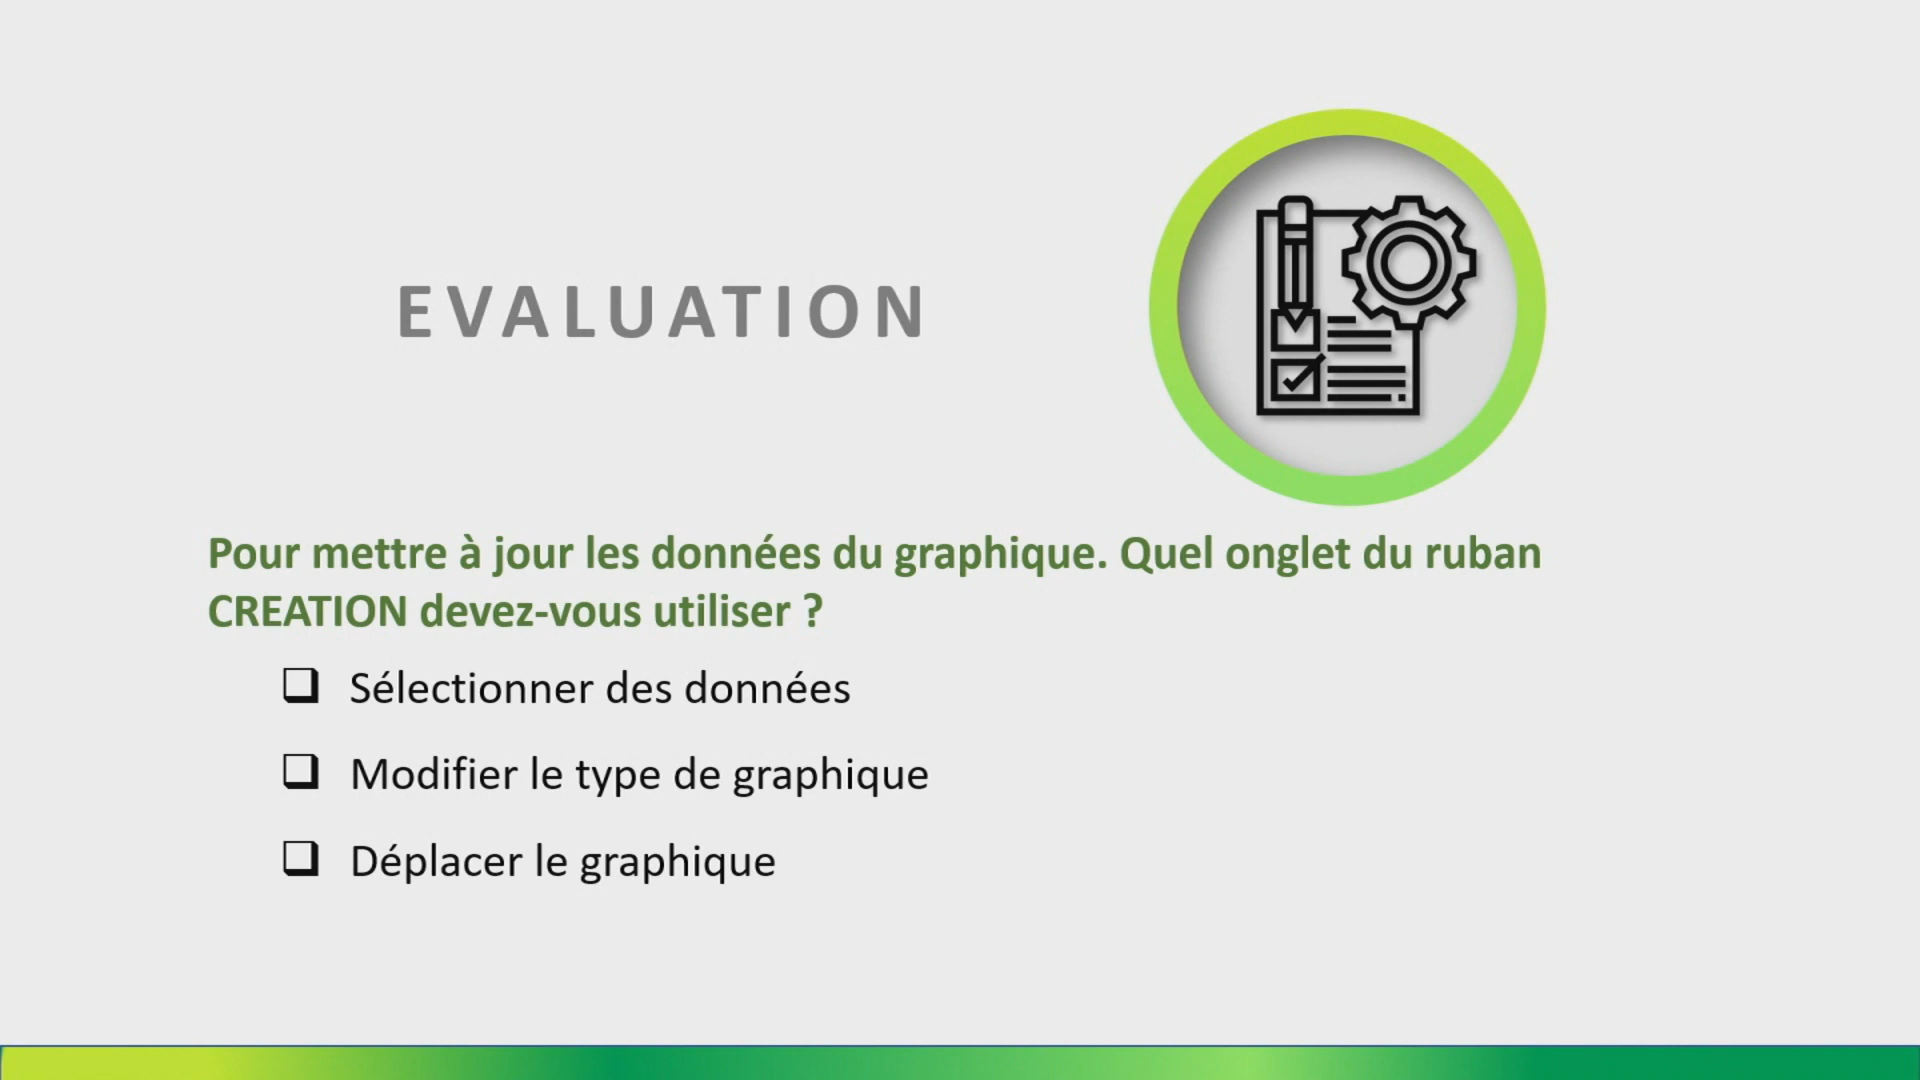 EVALUATION
Pour mettre à jour les données du graphique. Quel onglet du ruban
CREATION devez-vous utiliser ?
Sélectionner des données
Modifier le type de graphique
Déplacer le graphique